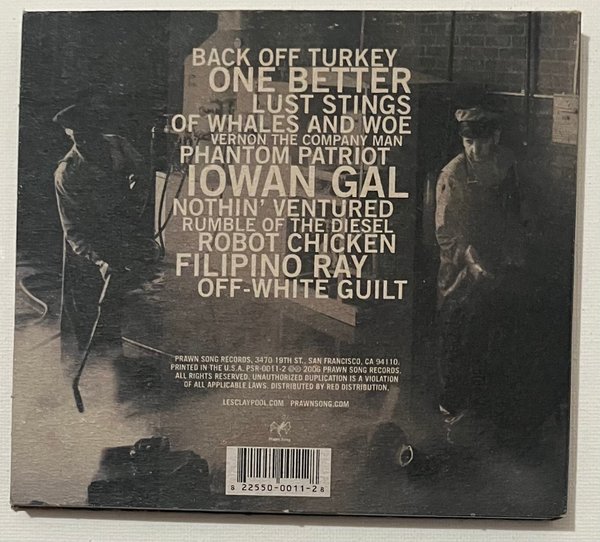 BACK OFF TURKEY
ONE BETTER
LUST STINGS
OF WHALES AND WOE
VERNON THE COMPANY MAN
PHANTOM PATRIOT
IOWAN GAL
NOTHIN' VENTURED
RUMBLE OF THE DIESEL
ROBOT CHICKEN
FILIPINO RAY
OFF-WHITE GUILT
PRAWN SONG RECORDS, 3470 19TH ST., SAN FRANCISCO, CA 94110.
PRINTED IN THE U.S.A. PSR-0011-2 ©℗ 2006 PRAWN SONG RECORDS.
ALL RIGHTS RESERVED. UNAUTHORIZED DUPLICATION IS A VIOLATION
OF ALL APPLICABLE LAWS. DISTRIBUTED BY RED DISTRIBUTION.
LESCLAYPOOL.COM PRAWNSONG.COM
Prawn Song
8 22550-0011-2 8